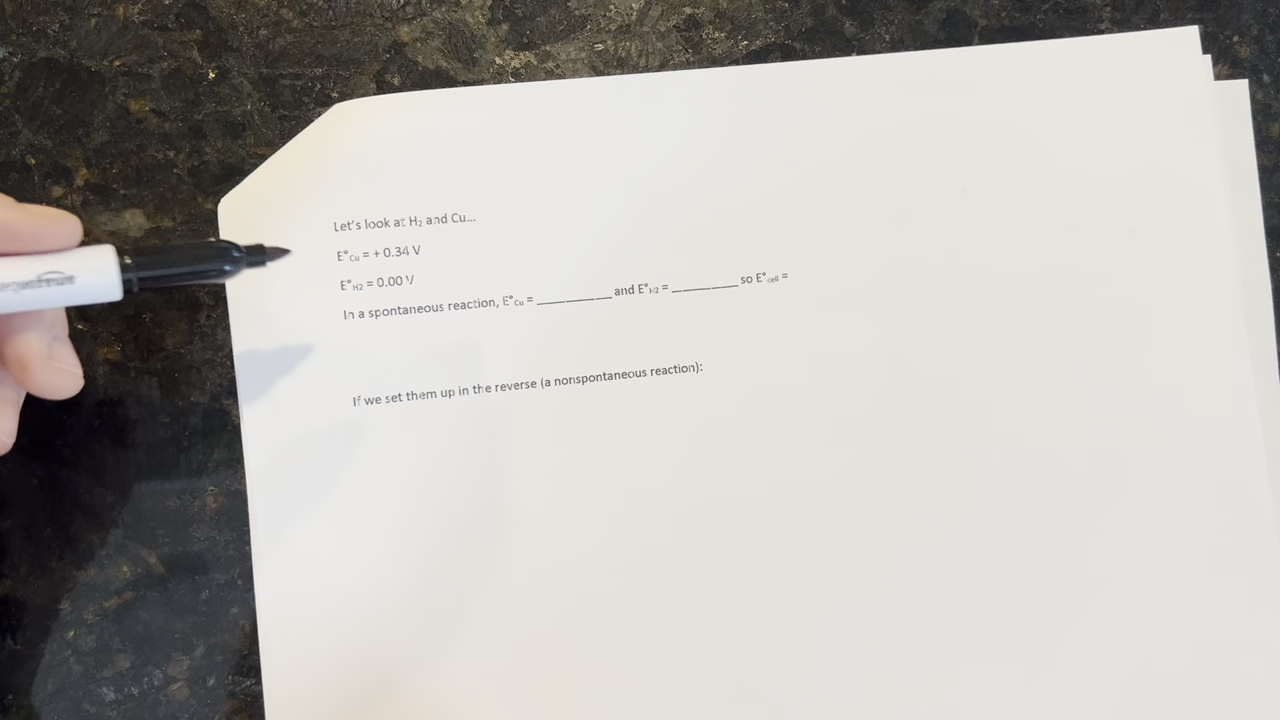 Let's look at H₂ and Cu...
E°Cu = + 0.34 V
E°H2 = 0.00 V
In a spontaneous reaction, E°Cu = __________ and E°H2 = _________ so E°cell =
If we set them up in the reverse (a nonspontaneous reaction):